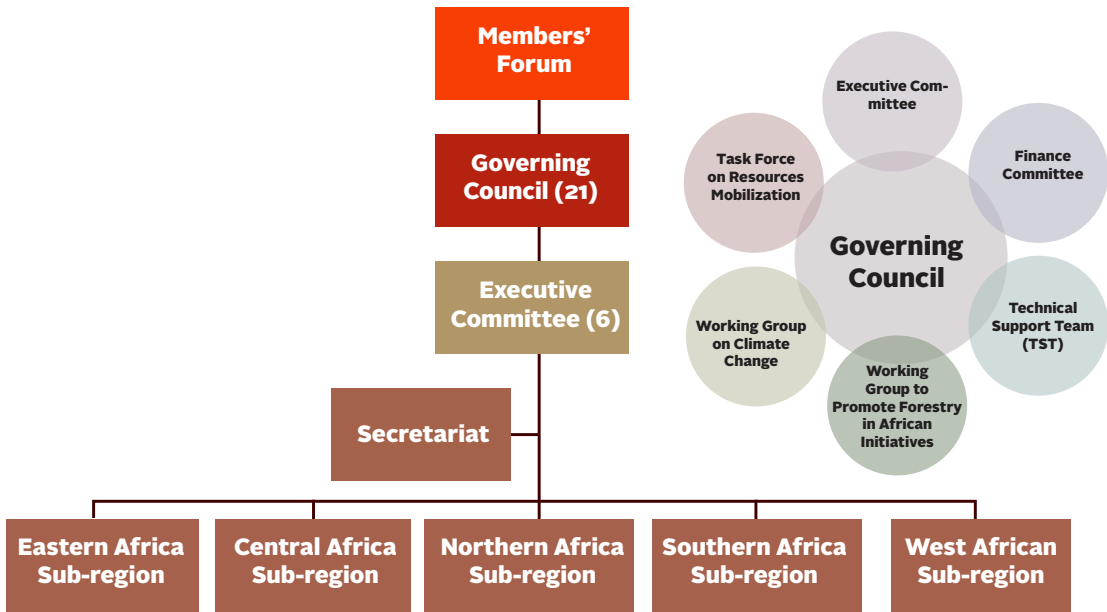 Members'
Forum
Governing
Council (21)
Executive
Committee (6)
Secretariat
Eastern Africa
Sub-region
Central Africa
Sub-region
Northern Africa
Sub-region
Southern Africa
Sub-region
West African
Sub-region
Executive Com-
mittee
Task Force
on Resources
Mobilization
Finance
Committee
Governing
Council
Working Group
on Climate
Change
Technical
Support Team
(TST)
Working
Group to
Promote Forestry
in African
Initiatives